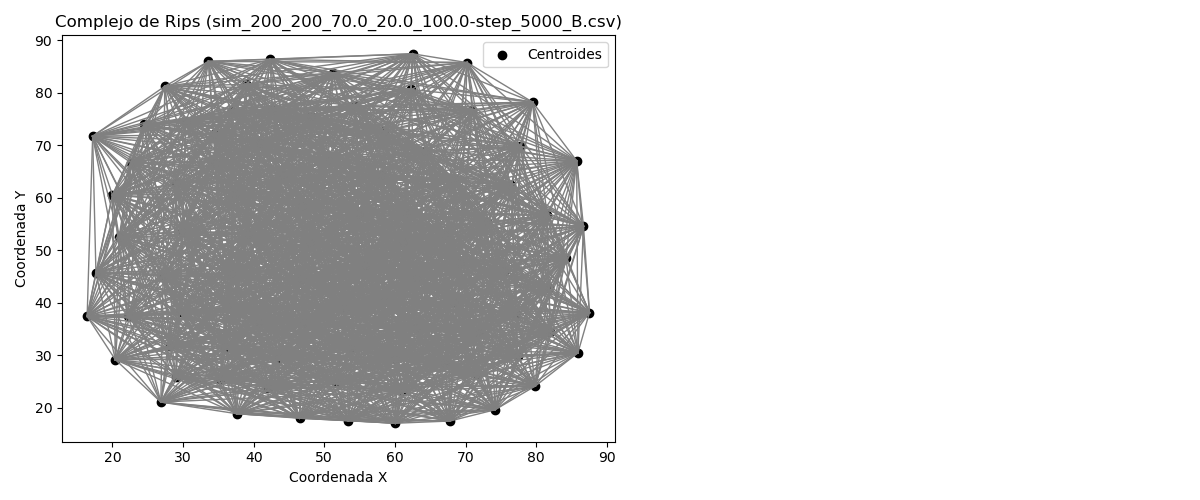 Complejo de Rips (sim_200_200_70.0_20.0_100.0-step_5000_B.csv)
Centroides
90
80
70
60
50
40
30
20
Coordenada Y
20 30 40 50 60 70 80 90
Coordenada X